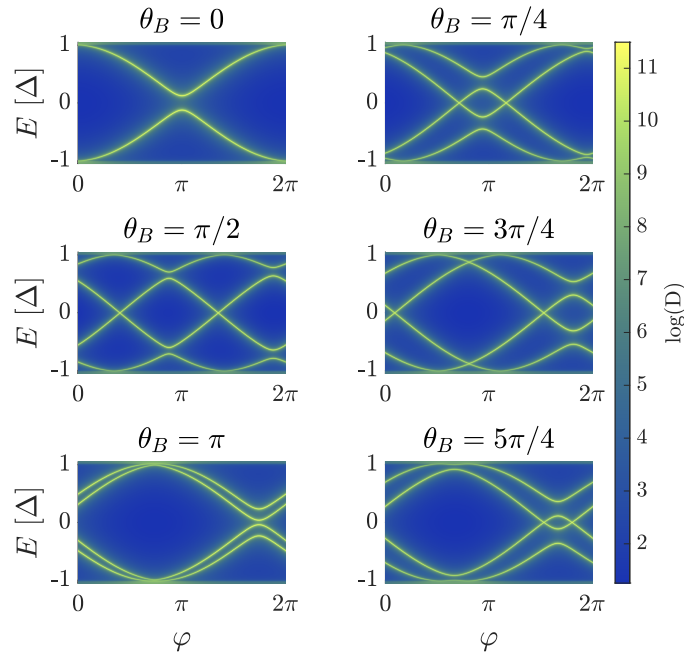 θ_B = 0
θ_B = π/4
E [Δ]
1
0
-1
0
π
2π
1
0
-1
0
π
2π
θ_B = π/2
θ_B = 3π/4
E [Δ]
1
0
-1
0
π
2π
1
0
-1
0
π
2π
θ_B = π
θ_B = 5π/4
E [Δ]
1
0
-1
0
π
2π
φ
1
0
-1
0
π
2π
φ
11
10
9
8
7
6
5
4
3
2
log(D)